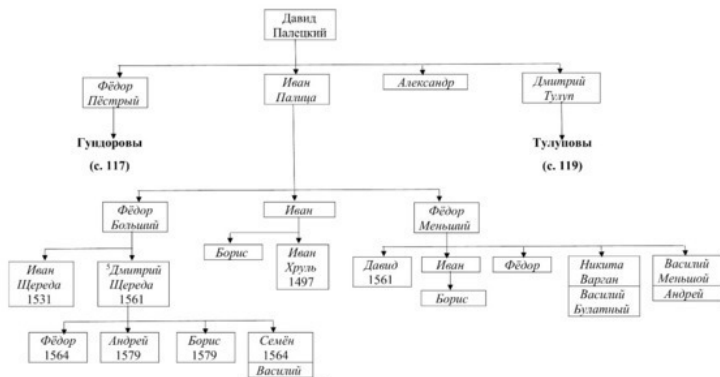 Давид
Палецкий
Фёдор
Пёстрый
Иван
Палица
Александр
Дмитрий
Тулуп
Гундоровы
(с. 117)
Тулуповы
(с. 119)
Фёдор
Больший
Иван
Фёдор
Меньший
Иван
Щереда
1531
⁵Дмитрий
Щереда
1561
Борис
Иван
Хруль
1497
Давид
1561
Иван
Борис
Фёдор
Никита
Варган
Василий
Булатный
Василий
Меньшой
Андрей
Фёдор
1564
Андрей
1579
Борис
1579
Семён
1564
Василий